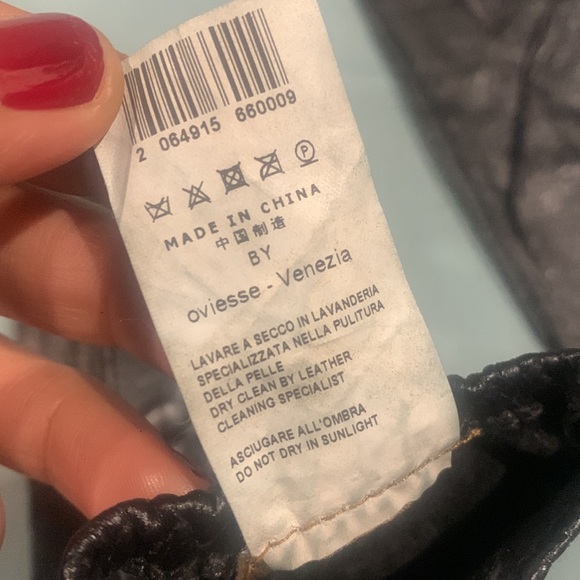 2 064915 660009
MADE IN CHINA
中国制造
BY
oviesse - Venezia
LAVARE A SECCO IN LAVANDERIA
SPECIALIZZATA NELLA PULITURA
DELLA PELLE
DRY CLEAN BY LEATHER
CLEANING SPECIALIST
ASCIUGARE ALL'OMBRA
DO NOT DRY IN SUNLIGHT